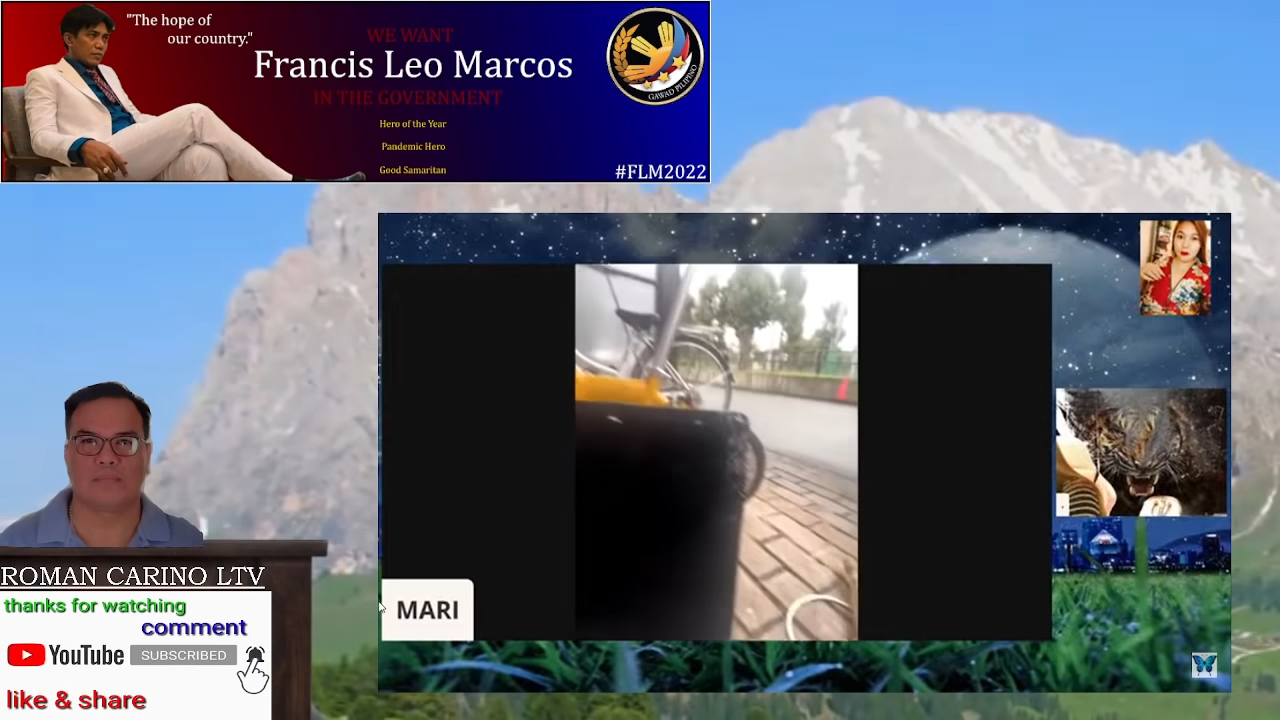 "The hope of
our country."
WE WANT
Francis Leo Marcos
IN THE GOVERNMENT
Hero of the Year
Pandemic Hero
Good Samaritan
#FLM2022
GAWAD PILIPINO
MARI
ROMAN CARINO LTV
thanks for watching
comment
YouTube SUBSCRIBED
like & share